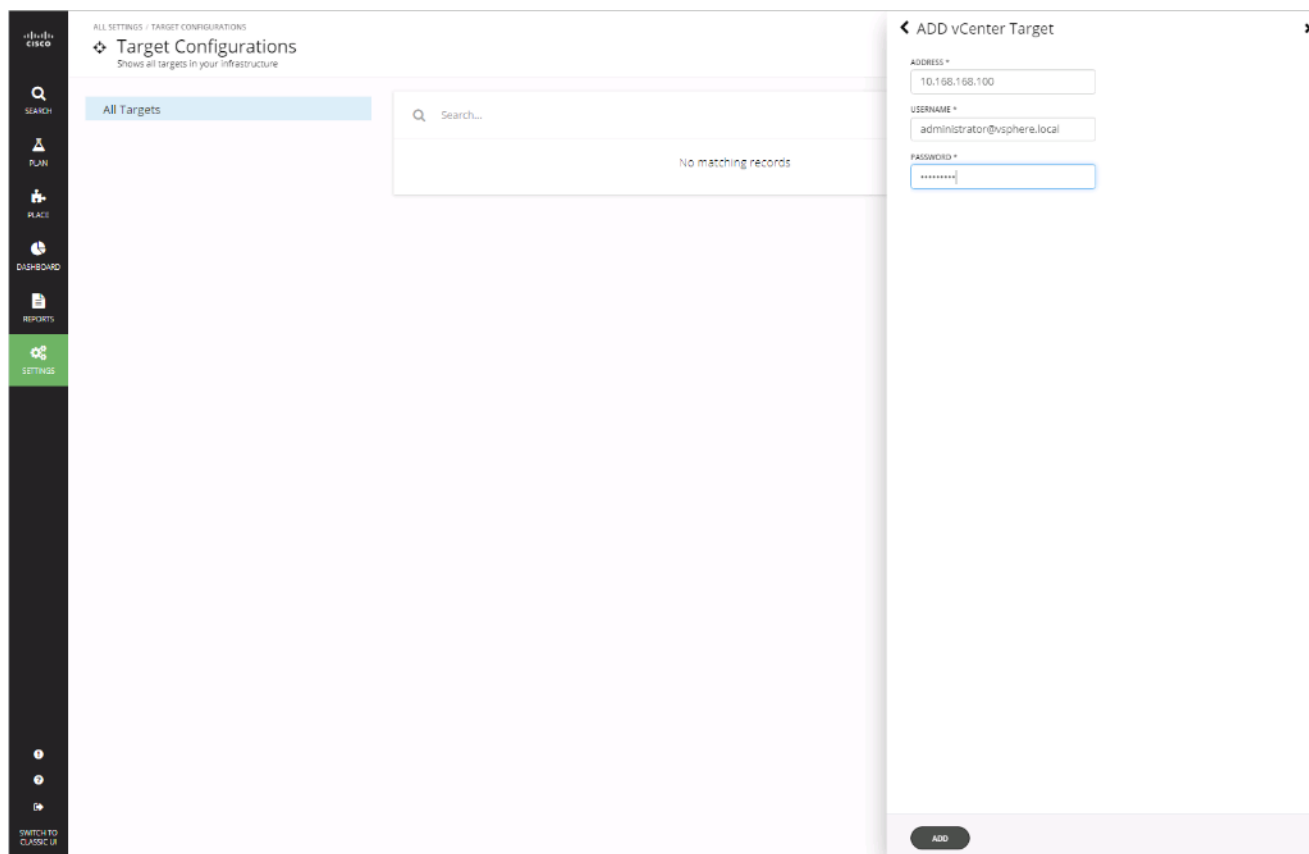 CISCO
SEARCH
PLAN
PLACE
DASHBOARD
REPORTS
SETTINGS
SWITCH TO
CLASSIC UI
ALL SETTINGS / TARGET CONFIGURATIONS
Target Configurations
Shows all targets in your infrastructure
All Targets
Search...
No matching records
ADD vCenter Target
ADDRESS *
10.168.168.100
USERNAME *
administrator@vsphere.local
PASSWORD *
•••••••••
ADD